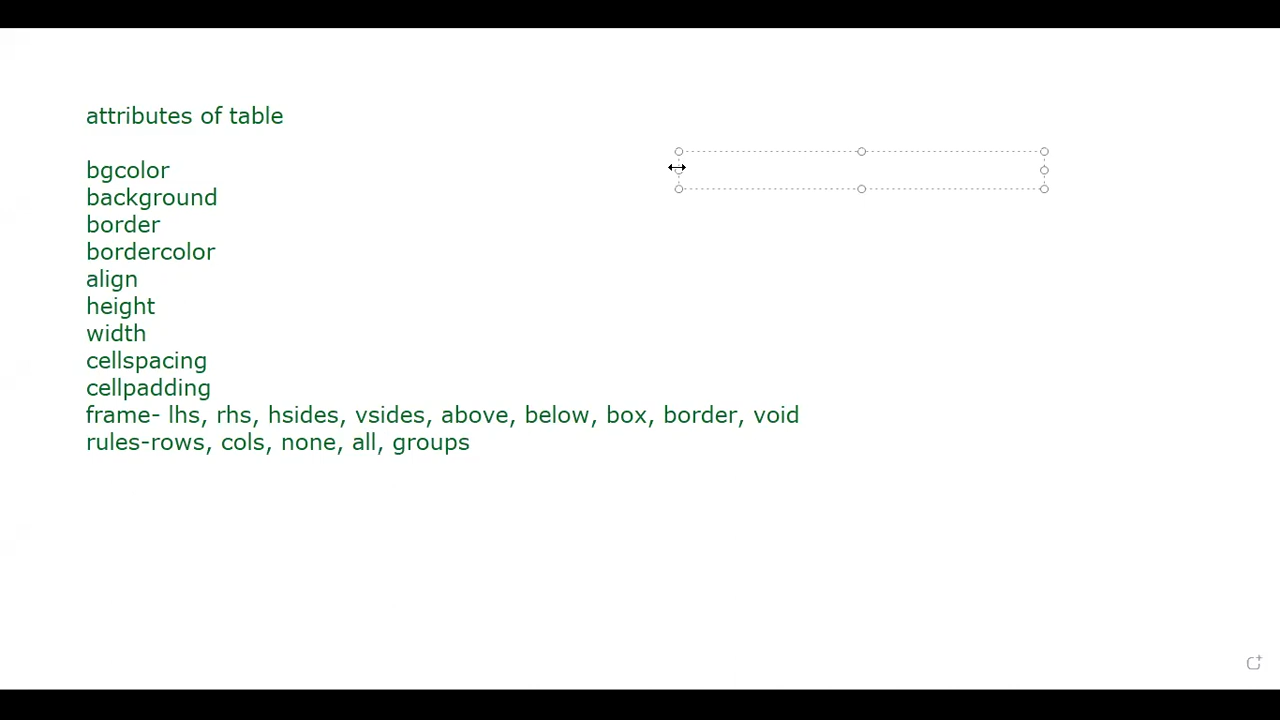 attributes of table
bgcolor
background
border
bordercolor
align
height
width
cellspacing
cellpadding
frame- lhs, rhs, hsides, vsides, above, below, box, border, void
rules-rows, cols, none, all, groups